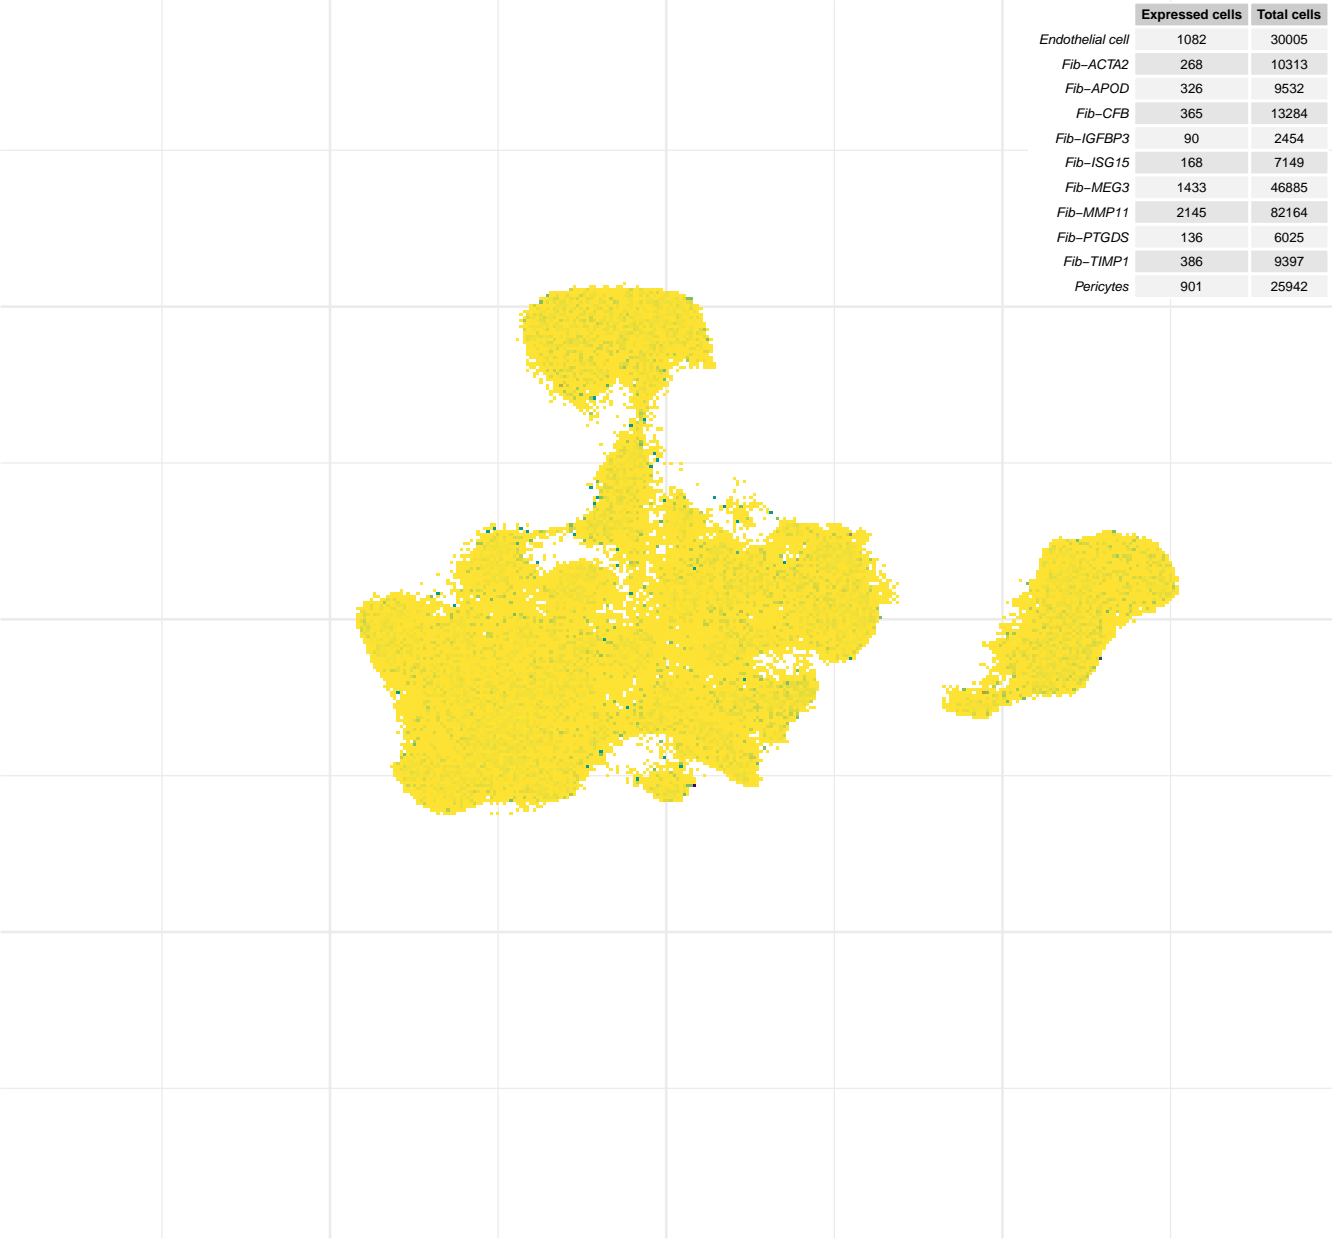 Expressed cells Total cells
Endothelial cell 1082 30005
Fib−ACTA2 268 10313
Fib−APOD 326 9532
Fib−CFB 365 13284
Fib−IGFBP3 90 2454
Fib−ISG15 168 7149
Fib−MEG3 1433 46885
Fib−MMP11 2145 82164
Fib−PTGDS 136 6025
Fib−TIMP1 386 9397
Pericytes 901 25942